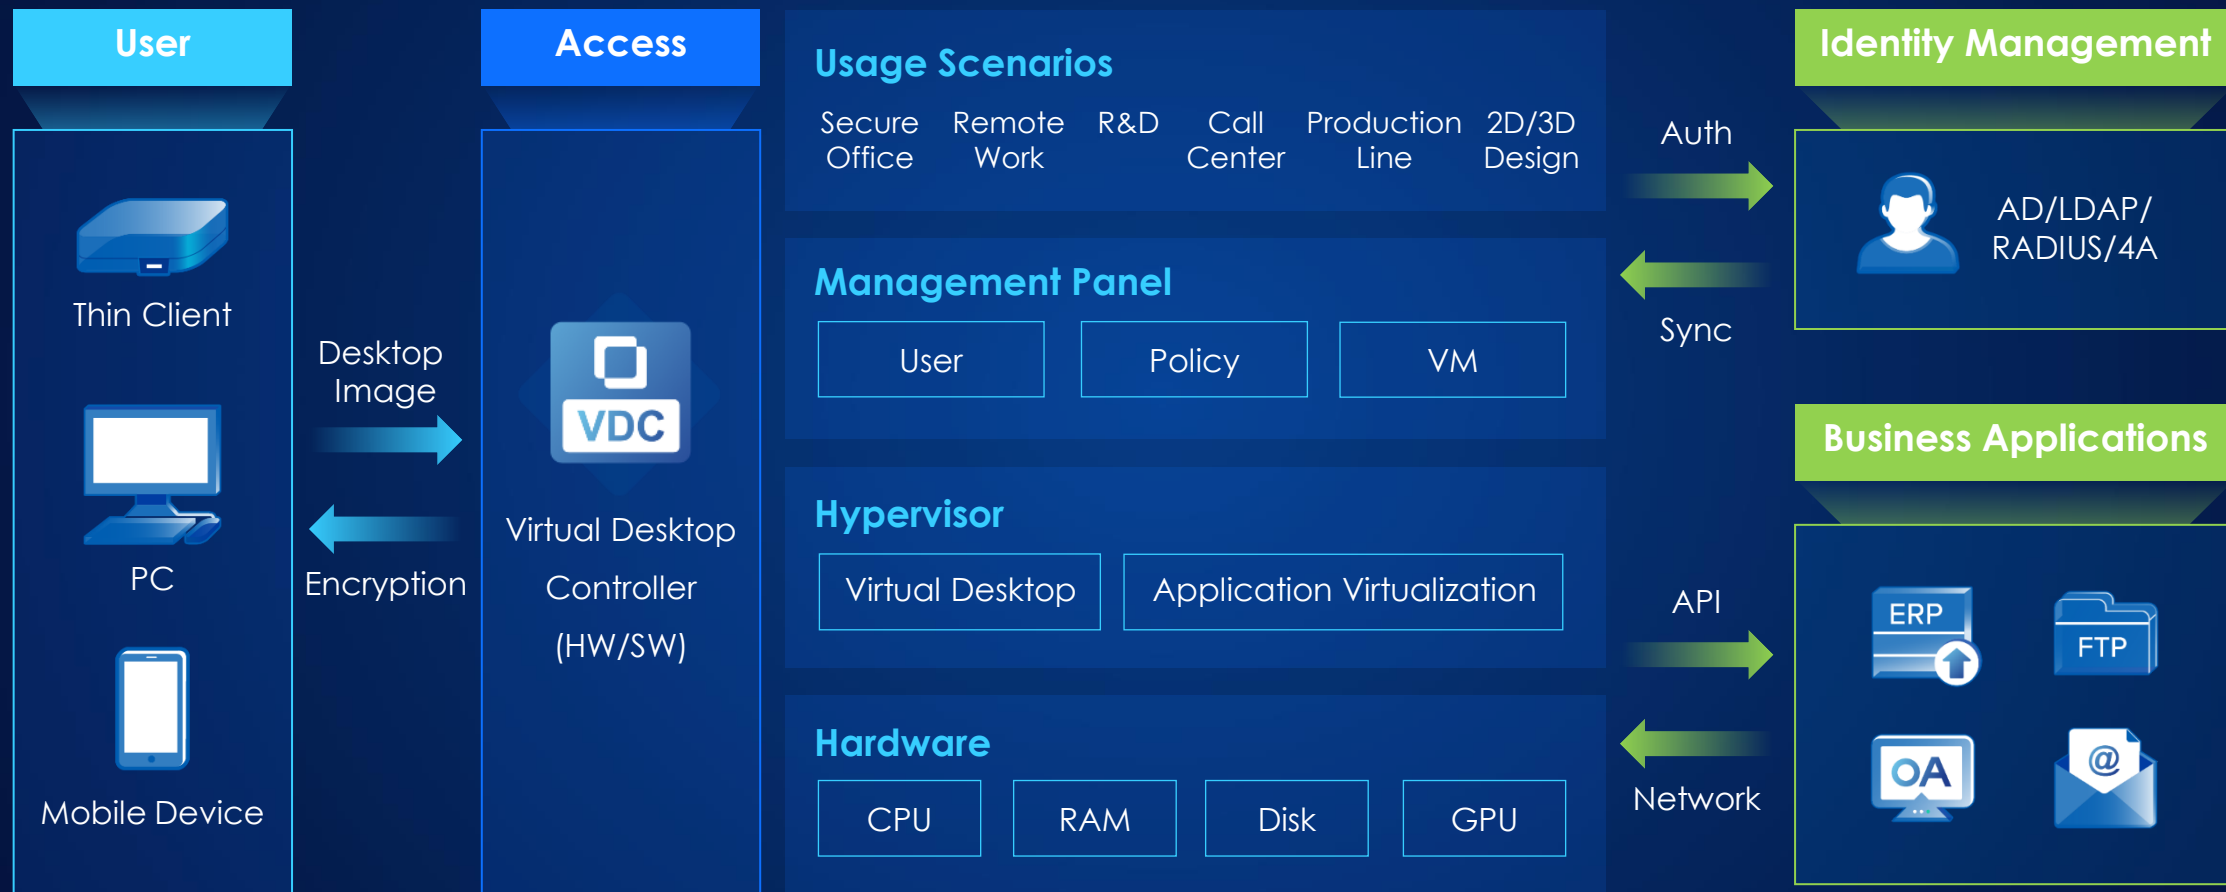 User
Thin Client
PC
Mobile Device
Desktop
Image
Encryption
Access
VDC
Virtual Desktop
Controller
(HW/SW)
Usage Scenarios
Secure
Office
Remote
Work
R&D
Call
Center
Production
Line
2D/3D
Design
Management Panel
User
Policy
VM
Hypervisor
Virtual Desktop
Application Virtualization
Hardware
CPU
RAM
Disk
GPU
Auth
Sync
API
Network
Identity Management
AD/LDAP/
RADIUS/4A
Business Applications
ERP
FTP
OA
@